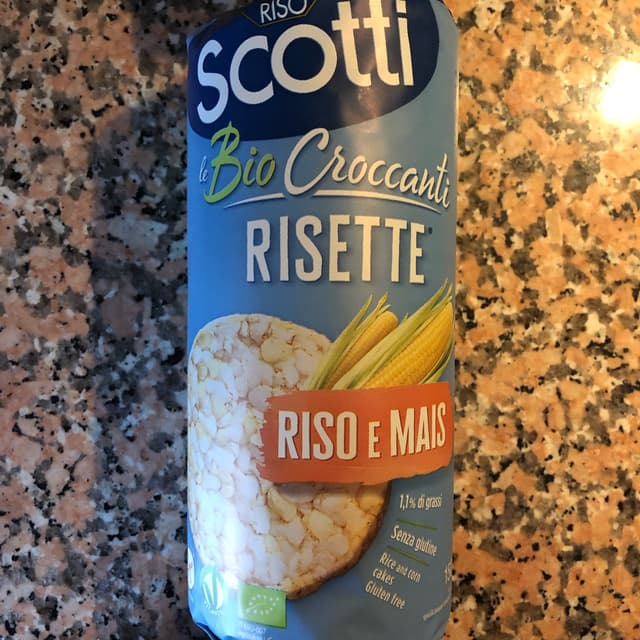 RISO
Scotti
le Bio Croccanti
RISETTE
RISO E MAIS
1,1% di grassi
Senza glutine
Rice and corn
cakes
Gluten free